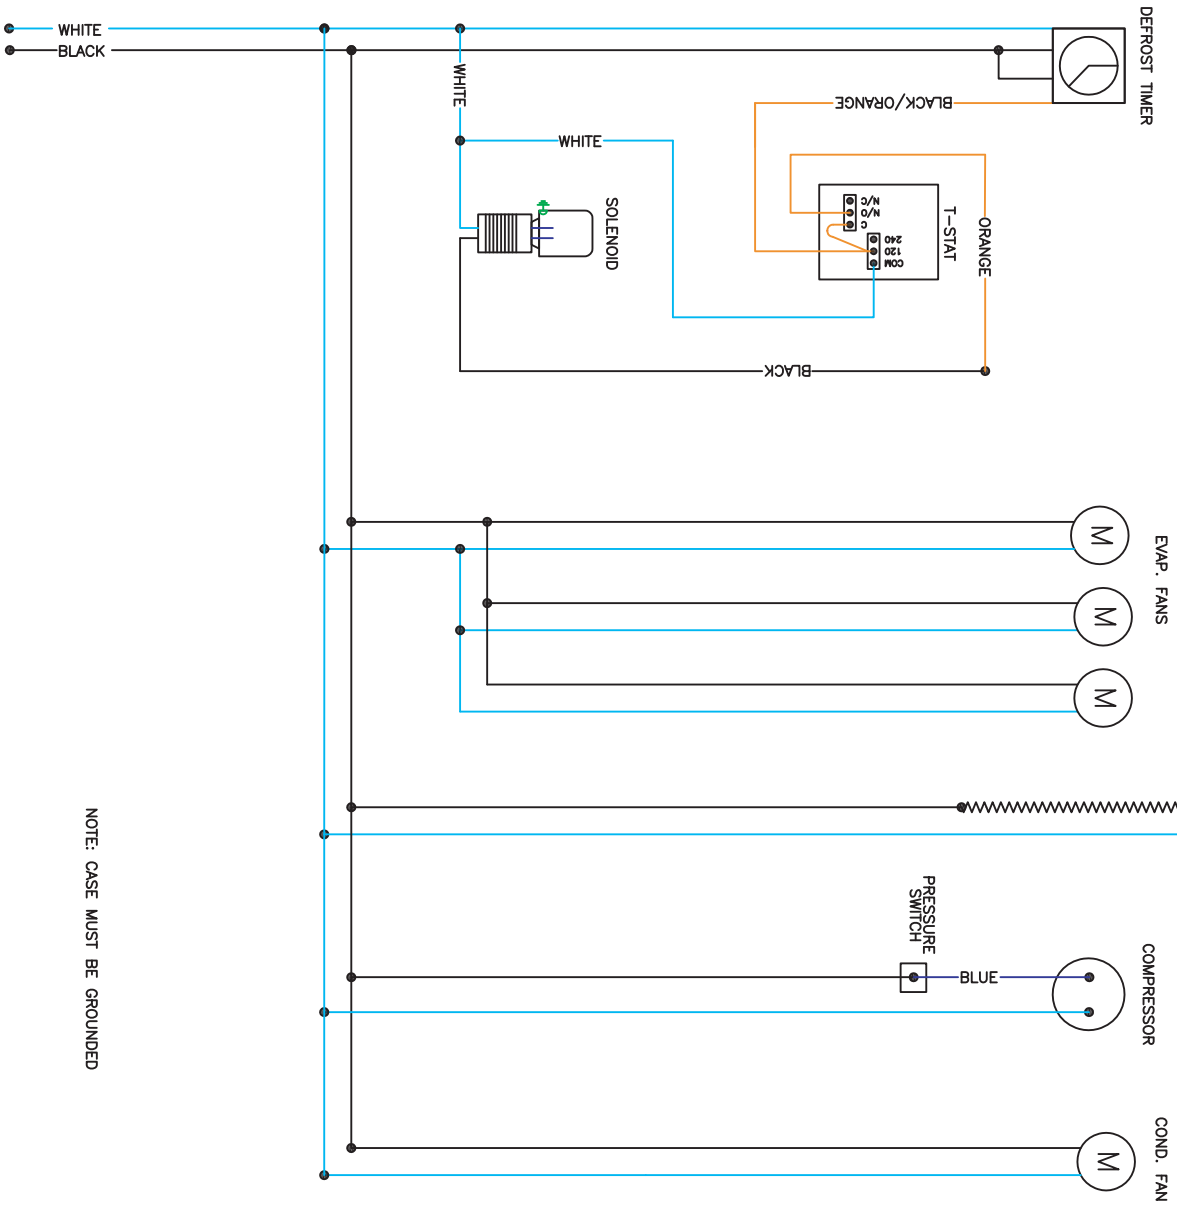 WHITE
BLACK
DEFROST TIMER
WHITE
BLACK/ORANGE
WHITE
SOLENOID
N/C
N/O
C
240
120
COM
T-STAT
ORANGE
BLACK
M
EVAP. FANS
M
M
NOTE: CASE MUST BE GROUNDED
PRESSURE
SWITCH
BLUE
COMPRESSOR
M
COND. FAN